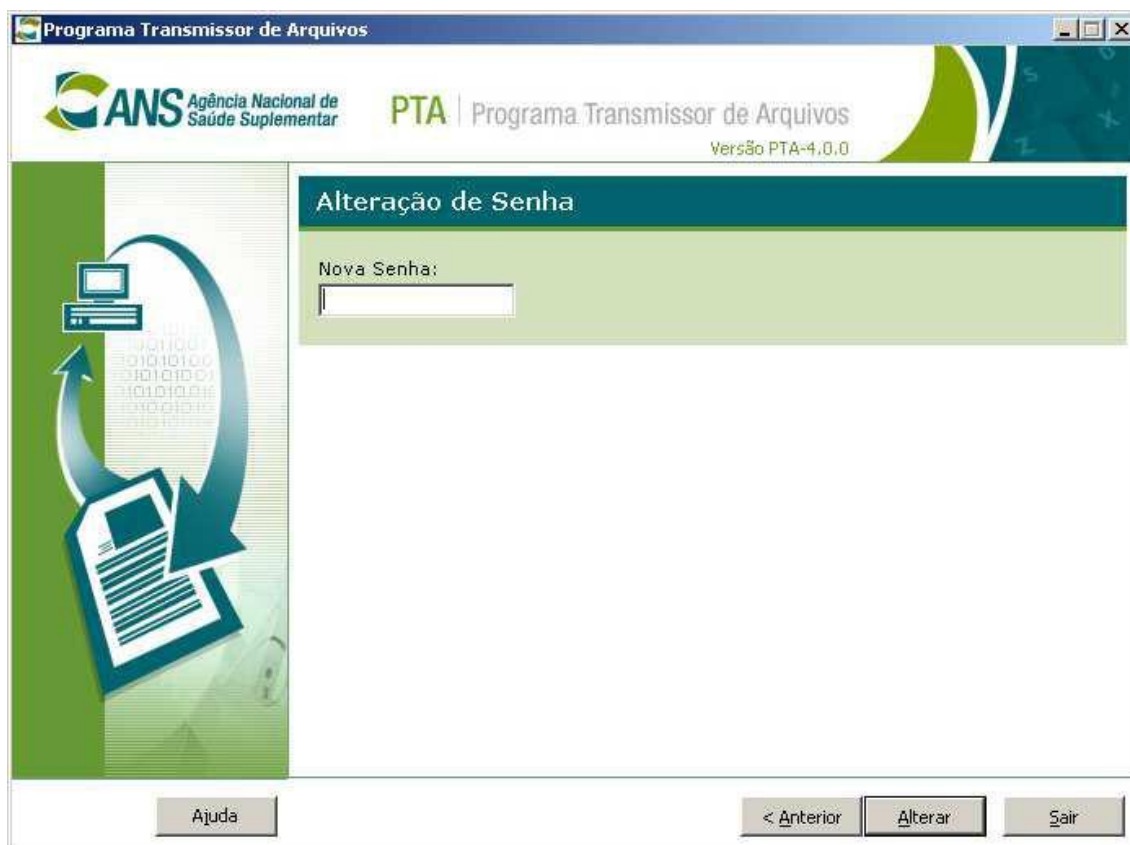 Programa Transmissor de Arquivos
ANS Agência Nacional de
Saúde Suplementar
PTA | Programa Transmissor de Arquivos
Versão PTA-4.0.0
Alteração de Senha
Nova Senha:
Ajuda
< Anterior
Alterar
Sair